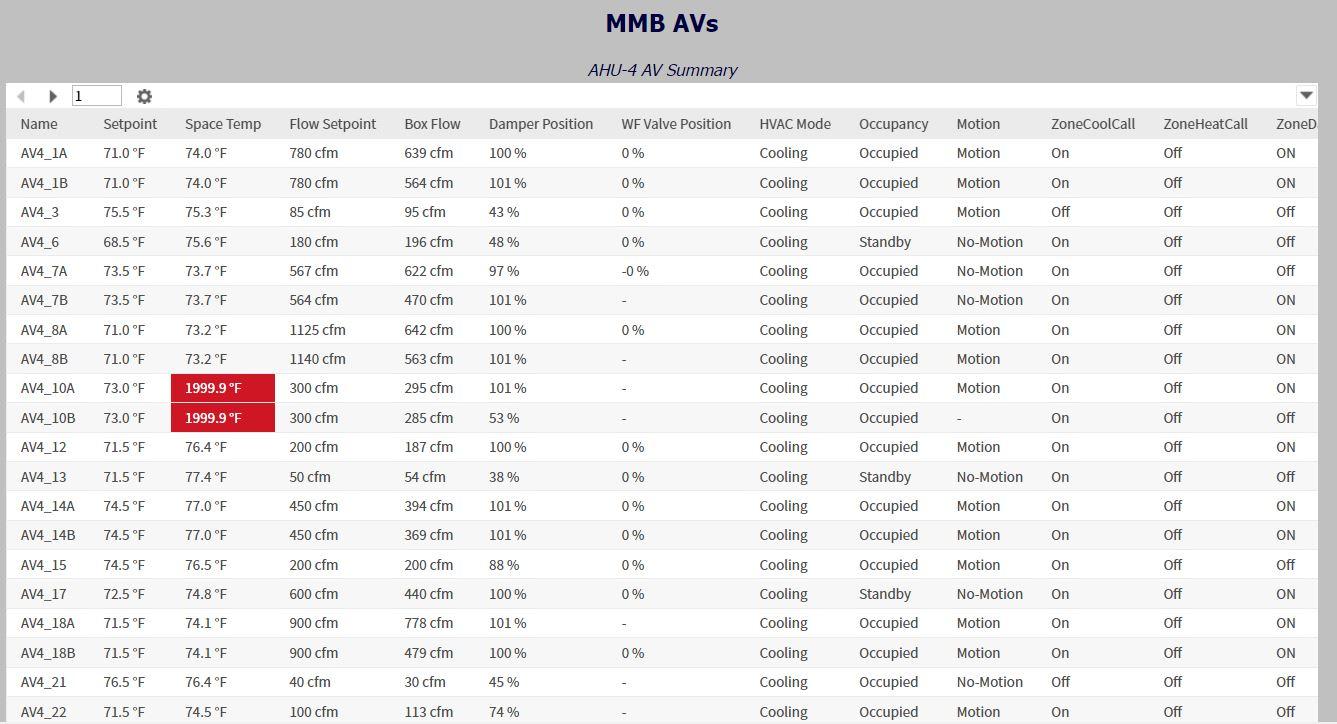 MMB AVs
AHU-4 AV Summary
1
Name Setpoint Space Temp Flow Setpoint Box Flow Damper Position WF Valve Position HVAC Mode Occupancy Motion ZoneCoolCall ZoneHeatCall ZoneD
AV4_1A 71.0 °F 74.0 °F 780 cfm 639 cfm 100 % 0 % Cooling Occupied Motion On Off ON
AV4_1B 71.0 °F 74.0 °F 780 cfm 564 cfm 101 % 0 % Cooling Occupied Motion On Off ON
AV4_3 75.5 °F 75.3 °F 85 cfm 95 cfm 43 % 0 % Cooling Occupied Motion Off Off Off
AV4_6 68.5 °F 75.6 °F 180 cfm 196 cfm 48 % 0 % Cooling Standby No-Motion On Off Off
AV4_7A 73.5 °F 73.7 °F 567 cfm 622 cfm 97 % -0 % Cooling Occupied No-Motion On Off Off
AV4_7B 73.5 °F 73.7 °F 564 cfm 470 cfm 101 % - Cooling Occupied No-Motion On Off ON
AV4_8A 71.0 °F 73.2 °F 1125 cfm 642 cfm 100 % 0 % Cooling Occupied Motion On Off ON
AV4_8B 71.0 °F 73.2 °F 1140 cfm 563 cfm 101 % - Cooling Occupied Motion On Off ON
AV4_10A 73.0 °F 1999.9 °F 300 cfm 295 cfm 101 % - Cooling Occupied Motion On Off ON
AV4_10B 73.0 °F 1999.9 °F 300 cfm 285 cfm 53 % - Cooling Occupied - On Off Off
AV4_12 71.5 °F 76.4 °F 200 cfm 187 cfm 100 % 0 % Cooling Occupied Motion On Off ON
AV4_13 71.5 °F 77.4 °F 50 cfm 54 cfm 38 % 0 % Cooling Standby No-Motion On Off Off
AV4_14A 74.5 °F 77.0 °F 450 cfm 394 cfm 101 % 0 % Cooling Occupied Motion On Off ON
AV4_14B 74.5 °F 77.0 °F 450 cfm 369 cfm 101 % 0 % Cooling Occupied Motion On Off ON
AV4_15 74.5 °F 76.5 °F 200 cfm 200 cfm 88 % 0 % Cooling Occupied Motion On Off Off
AV4_17 72.5 °F 74.8 °F 600 cfm 440 cfm 100 % 0 % Cooling Standby No-Motion On Off ON
AV4_18A 71.5 °F 74.1 °F 900 cfm 778 cfm 101 % - Cooling Occupied Motion On Off ON
AV4_18B 71.5 °F 74.1 °F 900 cfm 479 cfm 100 % 0 % Cooling Occupied Motion On Off ON
AV4_21 76.5 °F 76.4 °F 40 cfm 30 cfm 45 % - Cooling Occupied No-Motion Off Off Off
AV4_22 71.5 °F 74.5 °F 100 cfm 113 cfm 74 % - Cooling Occupied Motion On Off Off